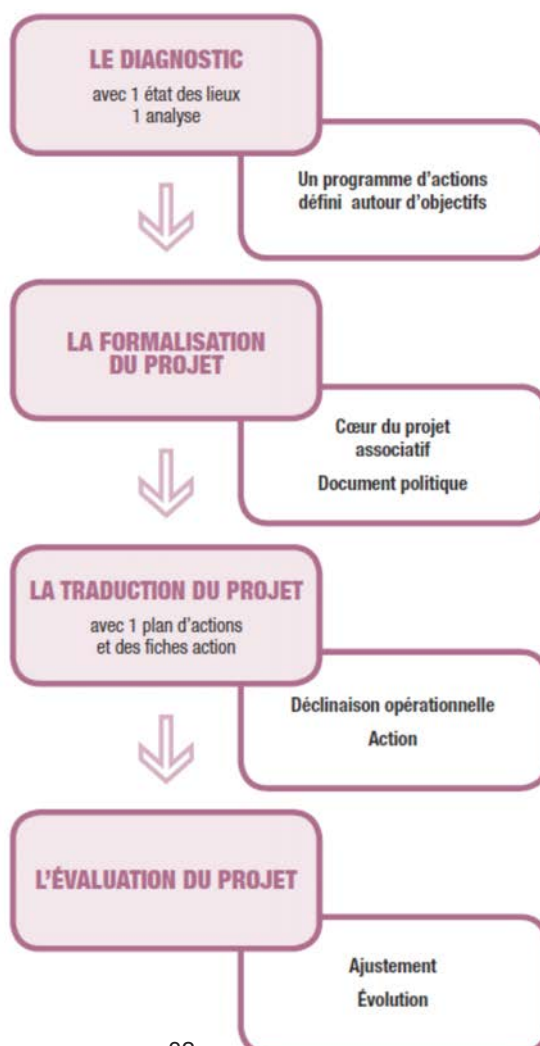 LE DIAGNOSTIC
avec 1 état des lieux
1 analyse
Un programme d'actions
défini autour d'objectifs
LA FORMALISATION
DU PROJET
Cœur du projet
associatif
Document politique
LA TRADUCTION DU PROJET
avec 1 plan d'actions
et des fiches action
Déclinaison opérationnelle
Action
L'ÉVALUATION DU PROJET
Ajustement
Évolution